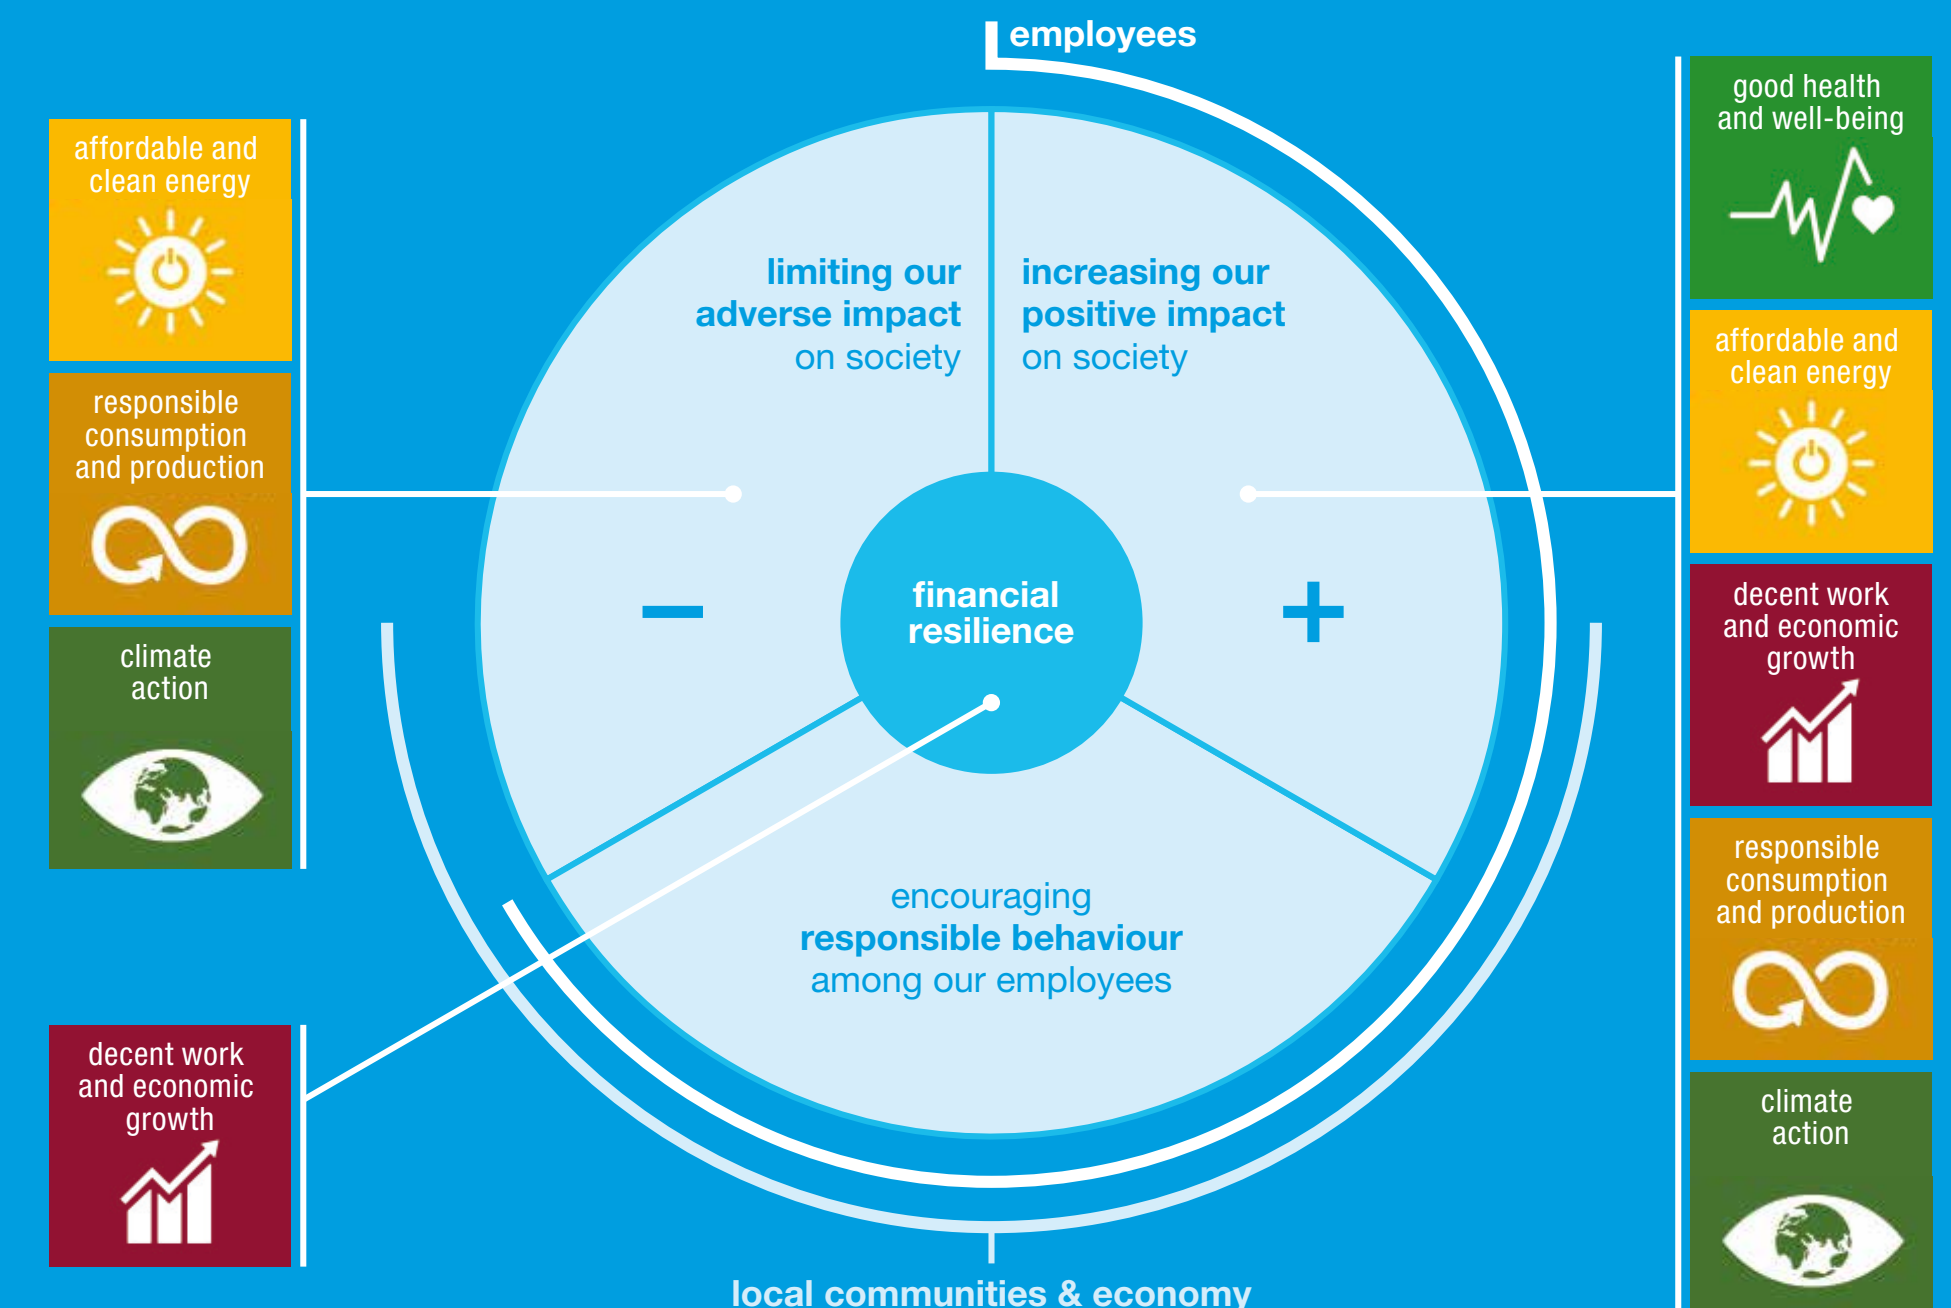 employees
affordable and
clean energy
responsible
consumption
and production
climate
action
decent work
and economic
growth
limiting our
adverse impact
on society
increasing our
positive impact
on society
–
+
financial
resilience
encouraging
responsible behaviour
among our employees
local communities & economy
good health
and well-being
affordable and
clean energy
decent work
and economic
growth
responsible
consumption
and production
climate
action